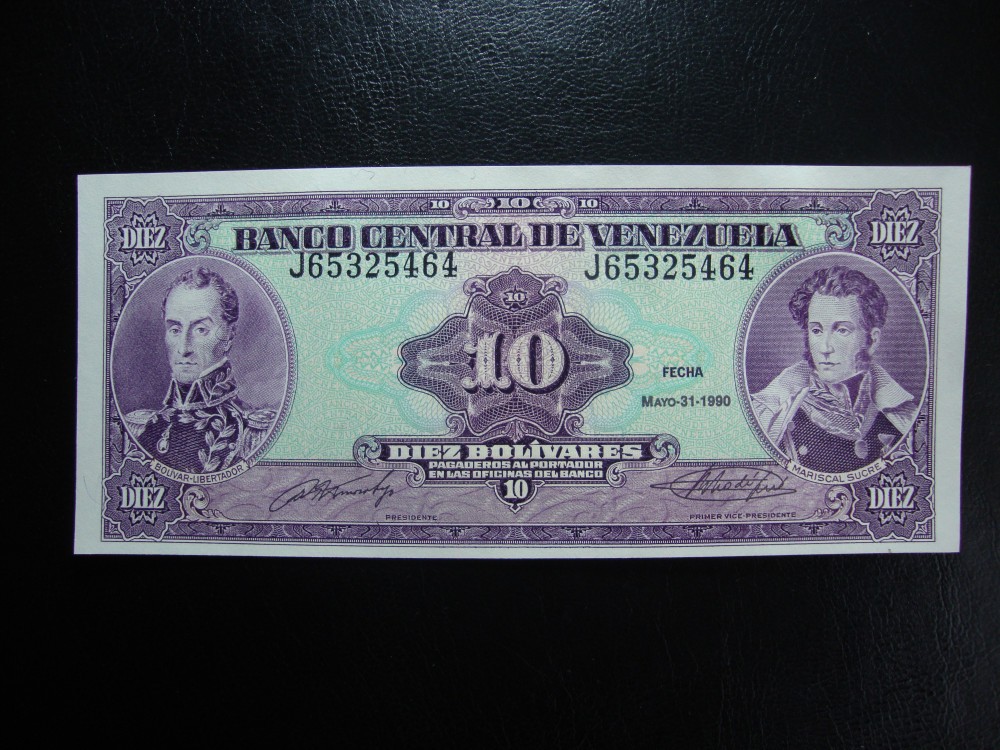 10 10 10
DIEZ DIEZ
BANCO CENTRAL DE VENEZUELA
J65325464 J65325464
10
10
FECHA
MAYO-31-1990
DIEZ BOLÍVARES
PAGADEROS AL PORTADOR
EN LAS OFICINAS DEL BANCO
BOLIVAR-LIBERTADOR
MARISCAL SUCRE
DIEZ 10 DIEZ
PRESIDENTE
PRIMER VICE-PRESIDENTE